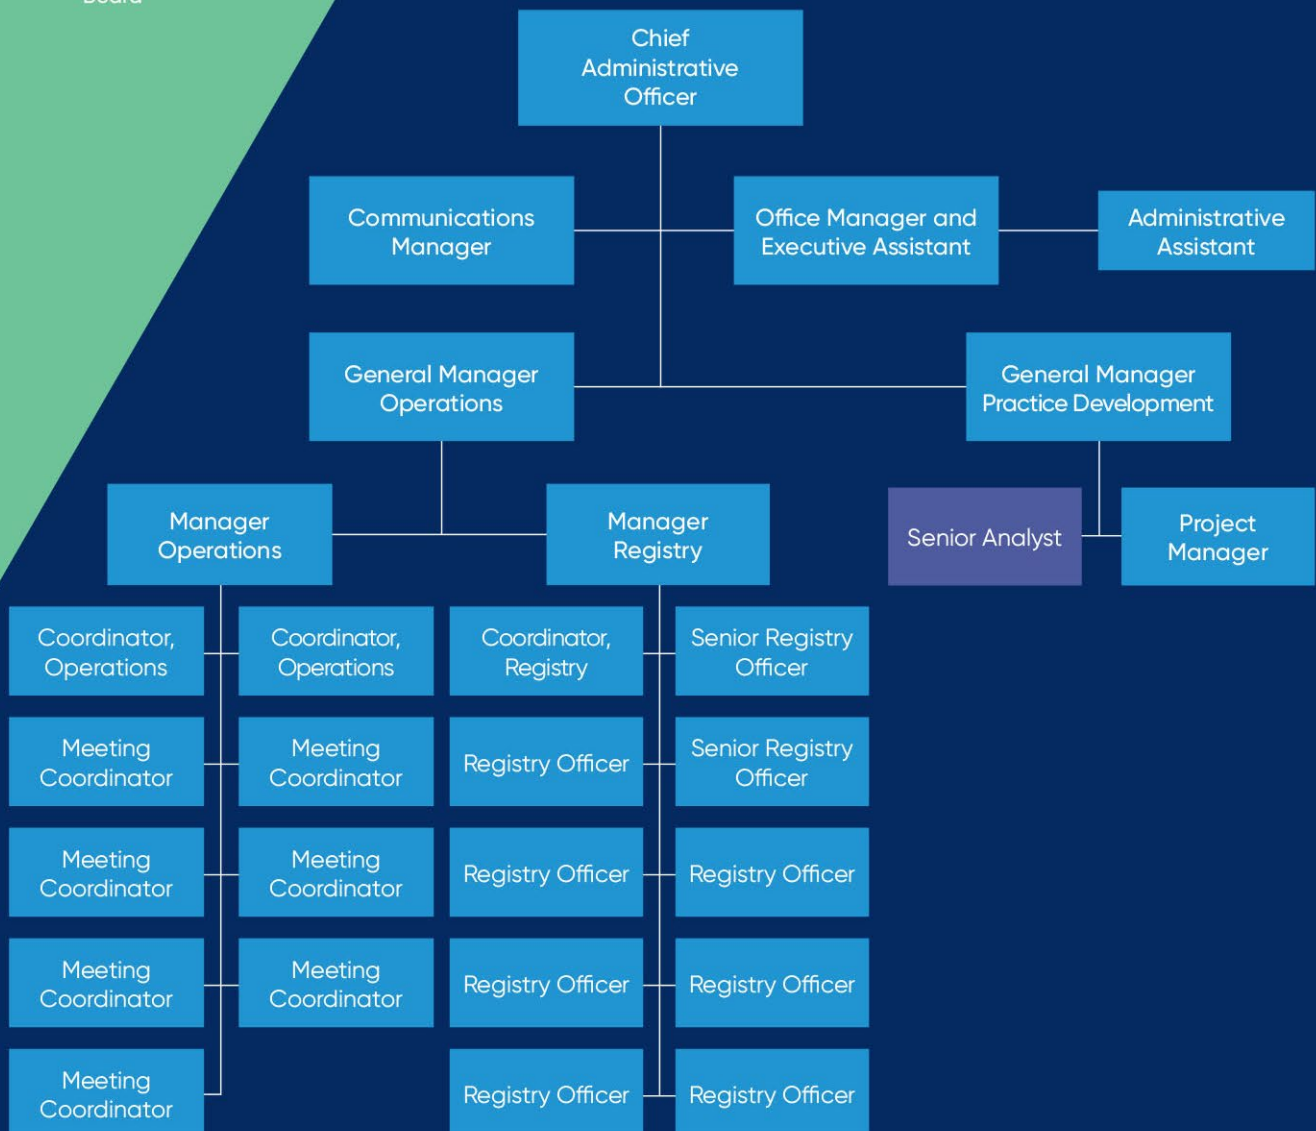 Board
Chief
Administrative
Officer
Communications
Manager
Office Manager and
Executive Assistant
Administrative
Assistant
General Manager
Operations
General Manager
Practice Development
Manager
Operations
Manager
Registry
Senior Analyst
Project
Manager
Coordinator,
Operations
Coordinator,
Operations
Coordinator,
Registry
Senior Registry
Officer
Meeting
Coordinator
Meeting
Coordinator
Registry Officer
Senior Registry
Officer
Meeting
Coordinator
Meeting
Coordinator
Registry Officer
Registry Officer
Meeting
Coordinator
Meeting
Coordinator
Registry Officer
Registry Officer
Meeting
Coordinator
Registry Officer
Registry Officer